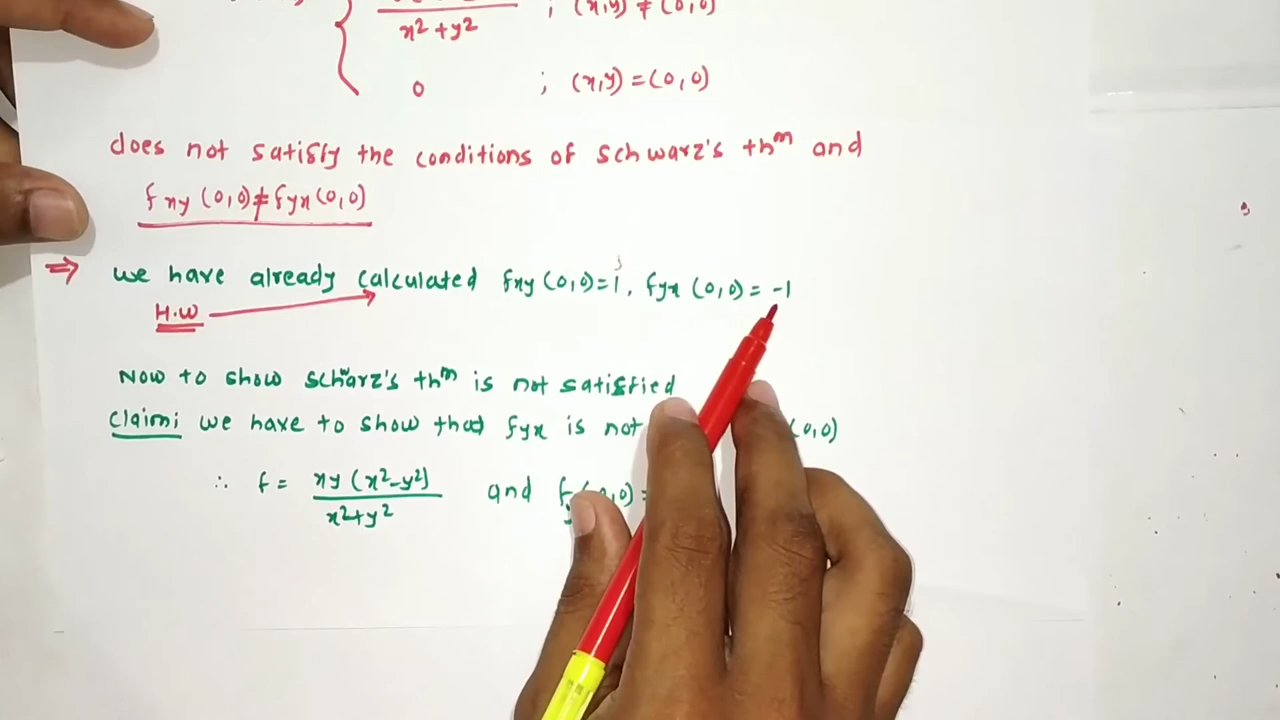 x²+y² ; (x,y) ≠ (0,0)
0 ; (x,y) = (0,0)
does not satisfy the conditions of schwarz's thm and
fxy (0,0) ≠ fyx (0,0)
⇒ we have already calculated fxy (0,0) = 1, fyx (0,0) = -1
H.W
Now to show schwarz's thm is not satisfied
claim: we have to show that fyx is not (0,0)
∴ f = xy (x²-y²) / x²+y² and fy (0,0) =